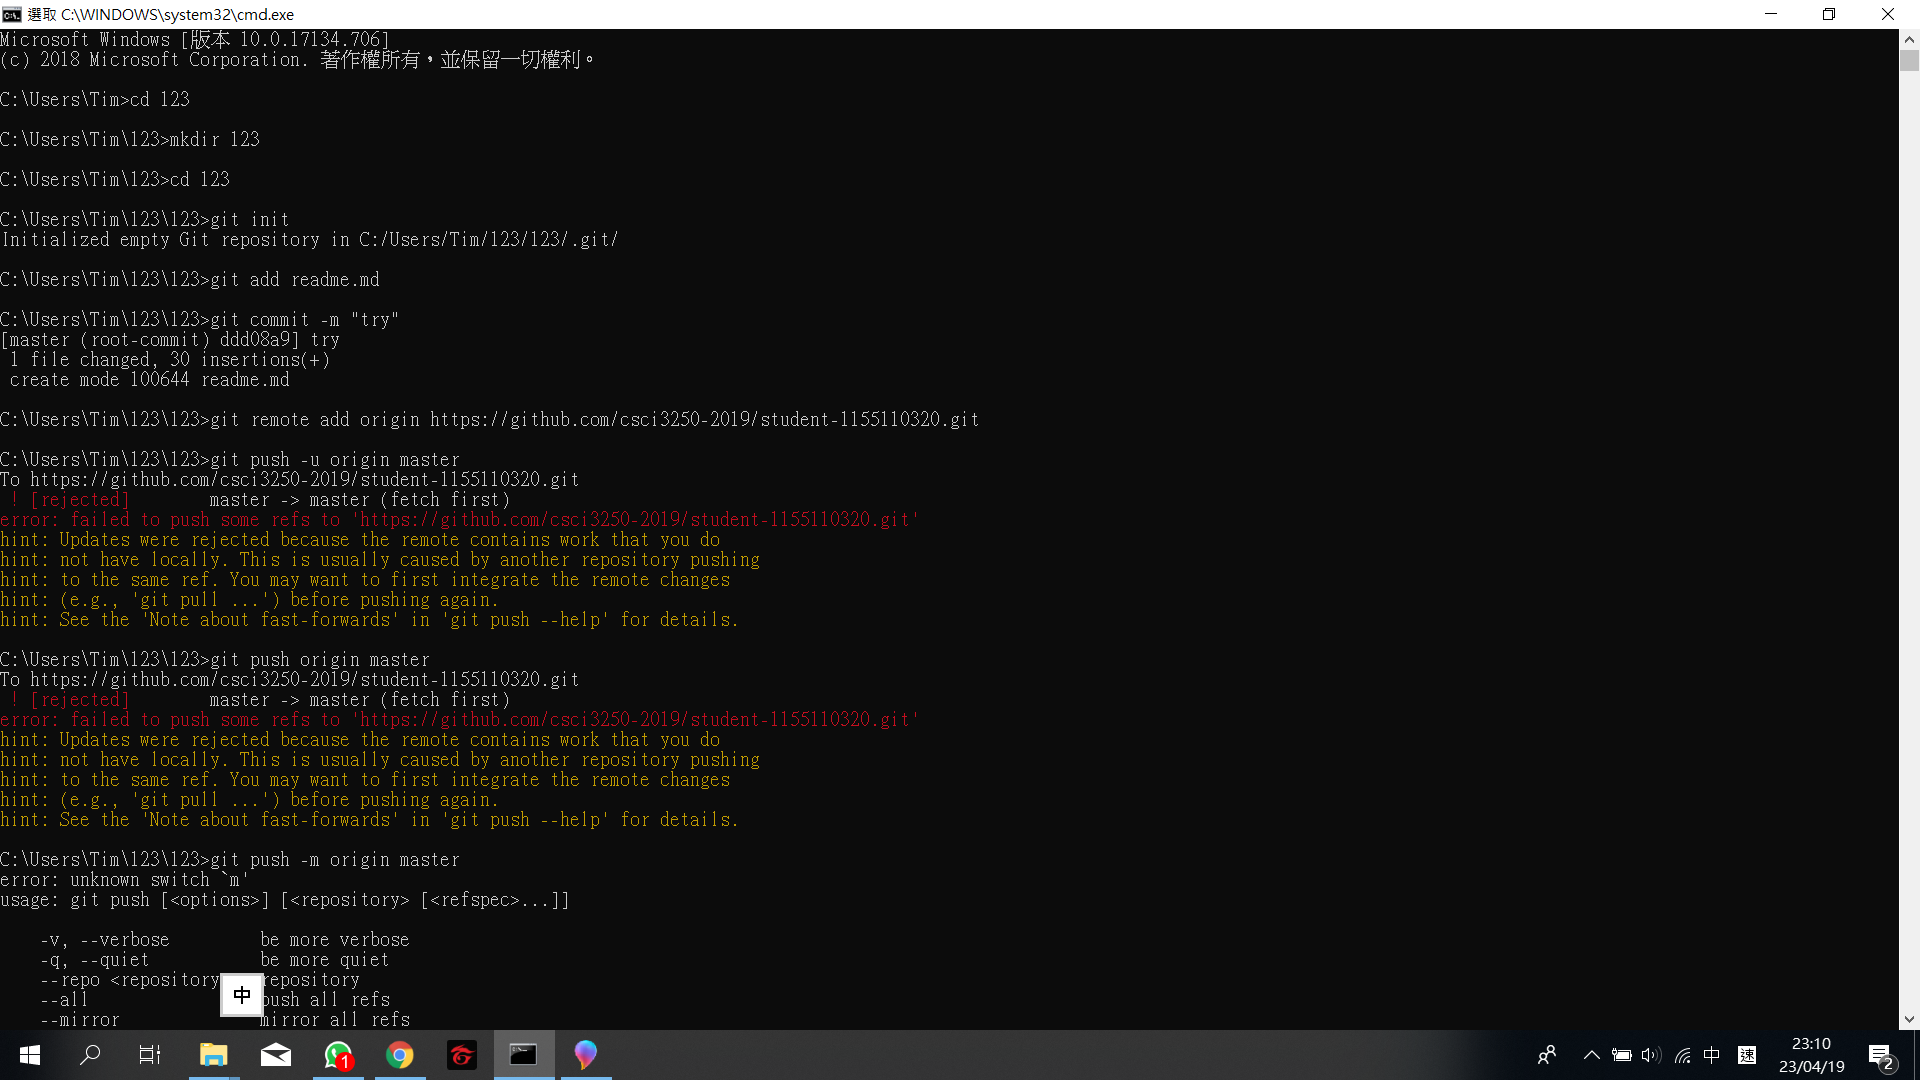 選取 C:\WINDOWS\system32\cmd.exe
Microsoft Windows [版本 10.0.17134.706]
(c) 2018 Microsoft Corporation. 著作權所有，並保留一切權利。
C:\Users\Tim>cd 123
C:\Users\Tim\123>mkdir 123
C:\Users\Tim\123>cd 123
C:\Users\Tim\123\123>git init
Initialized empty Git repository in C:/Users/Tim/123/123/.git/
C:\Users\Tim\123\123>git add readme.md
C:\Users\Tim\123\123>git commit -m "try"
[master (root-commit) ddd08a9] try
 1 file changed, 30 insertions(+)
 create mode 100644 readme.md
C:\Users\Tim\123\123>git remote add origin https://github.com/csci3250-2019/student-1155110320.git
C:\Users\Tim\123\123>git push -u origin master
To https://github.com/csci3250-2019/student-1155110320.git
 ! [rejected]        master -> master (fetch first)
error: failed to push some refs to 'https://github.com/csci3250-2019/student-1155110320.git'
hint: Updates were rejected because the remote contains work that you do
hint: not have locally. This is usually caused by another repository pushing
hint: to the same ref. You may want to first integrate the remote changes
hint: (e.g., 'git pull ...') before pushing again.
hint: See the 'Note about fast-forwards' in 'git push --help' for details.
C:\Users\Tim\123\123>git push origin master
To https://github.com/csci3250-2019/student-1155110320.git
 ! [rejected]        master -> master (fetch first)
error: failed to push some refs to 'https://github.com/csci3250-2019/student-1155110320.git'
hint: Updates were rejected because the remote contains work that you do
hint: not have locally. This is usually caused by another repository pushing
hint: to the same ref. You may want to first integrate the remote changes
hint: (e.g., 'git pull ...') before pushing again.
hint: See the 'Note about fast-forwards' in 'git push --help' for details.
C:\Users\Tim\123\123>git push -m origin master
error: unknown switch `m'
usage: git push [<options>] [<repository> [<refspec>...]]
    -v, --verbose         be more verbose
    -q, --quiet           be more quiet
    --repo <repository    repository
    --all                 push all refs
    --mirror              mirror all refs
中
1
中
速
23:10
23/04/19
2